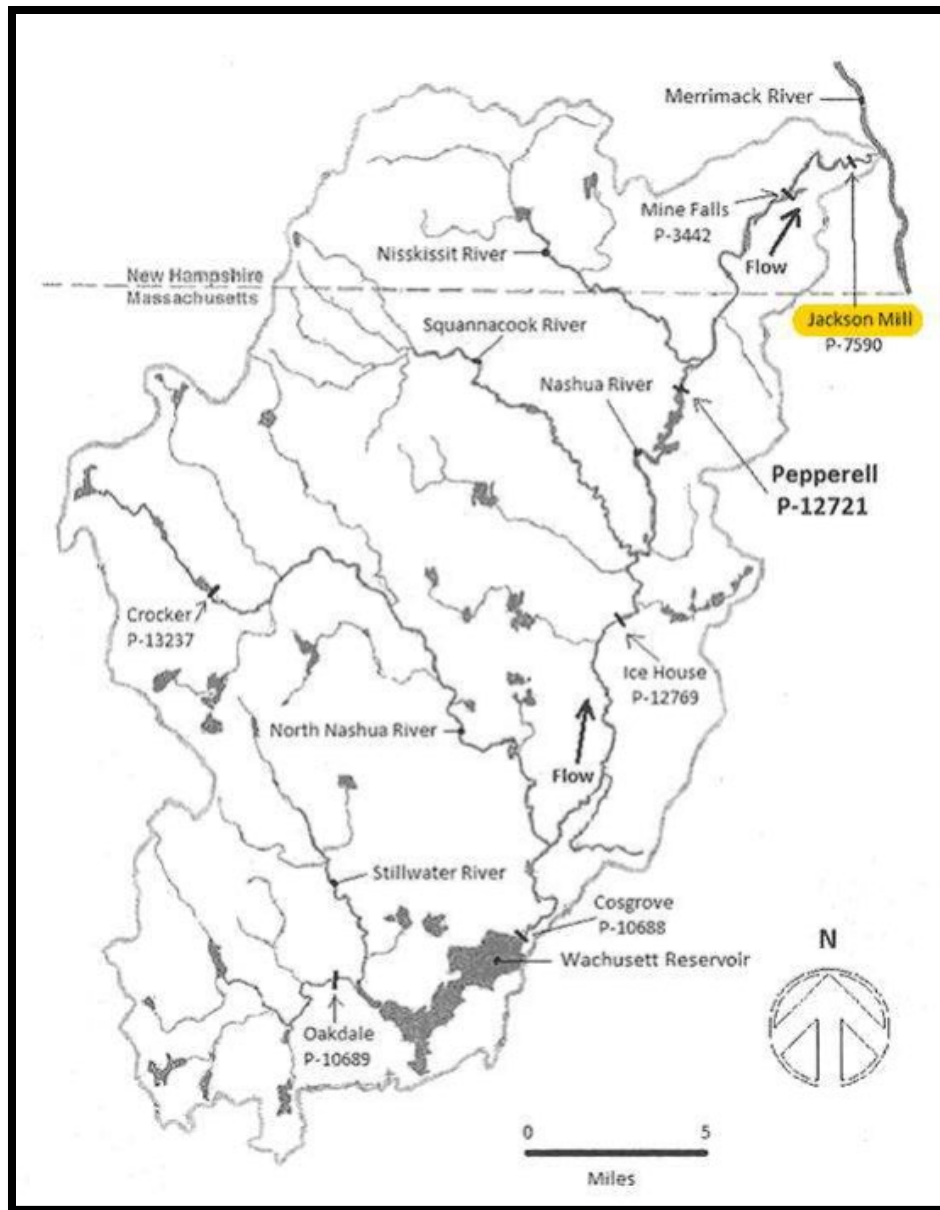 Merrimack River
Mine Falls
P-3442
Nisskissit River
Flow
New Hampshire
Massachusetts
Jackson Mill
P-7590
Squannacook River
Nashua River
Pepperell
P-12721
Crocker
P-13237
Ice House
P-12769
North Nashua River
Flow
Stillwater River
Cosgrove
P-10688
N
Wachusett Reservoir
Oakdale
P-10689
0 5
Miles